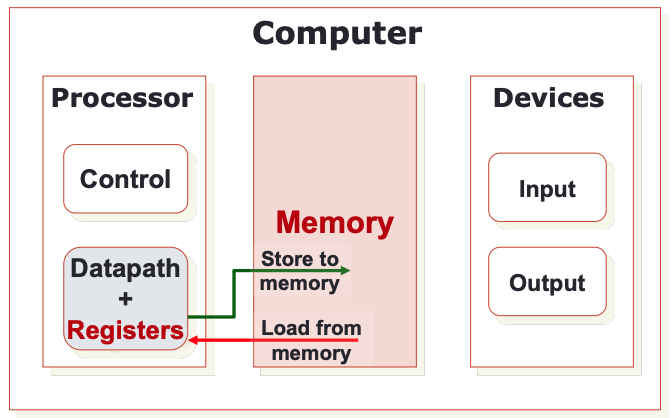 Computer
Processor
Control
Datapath
+
Registers
Memory
Store to
memory
Load from
memory
Devices
Input
Output